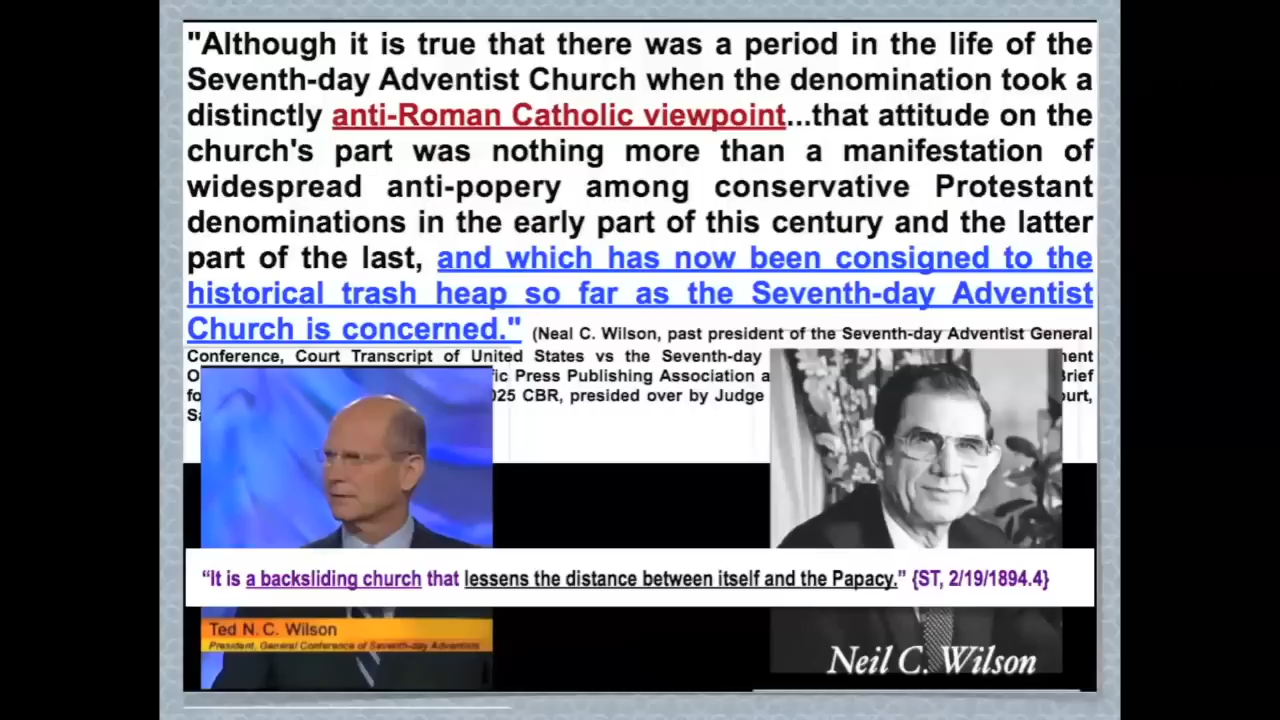 "Although it is true that there was a period in the life of the
Seventh-day Adventist Church when the denomination took a
distinctly anti-Roman Catholic viewpoint...that attitude on the
church's part was nothing more than a manifestation of
widespread anti-popery among conservative Protestant
denominations in the early part of this century and the latter
part of the last, and which has now been consigned to the
historical trash heap so far as the Seventh-day Adventist
Church is concerned." (Neal C. Wilson, past president of the Seventh-day Adventist General
Conference, Court Transcript of United States vs the Seventh-day
Press Publishing Association
CBR, presided over by Judge
“It is a backsliding church that lessens the distance between itself and the Papacy.” {ST, 2/19/1894.4}
Ted N. C. Wilson
President, General Conference of Seventh-day Adventists
Neil C. Wilson